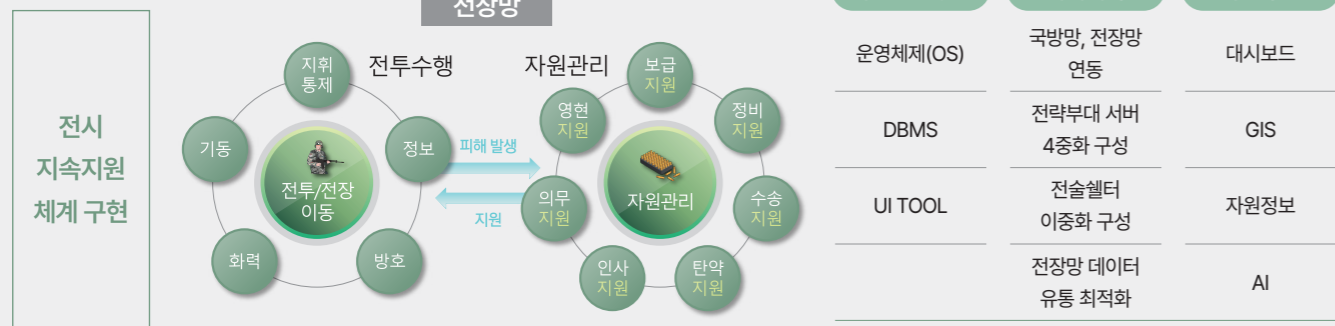 전장망
전시
지속지원
체계 구현
전투수행
지휘
통제
기동
정보
화력
방호
전투/전장
이동
피해 발생
지원
자원관리
보급
지원
영현
지원
정비
지원
의무
지원
수송
지원
인사
지원
탄약
지원
자원관리
운영체제(OS)
DBMS
UI TOOL
국방망, 전장망
연동
전략부대 서버
4중화 구성
전술쉘터
이중화 구성
전장망 데이터
유통 최적화
대시보드
GIS
자원정보
AI